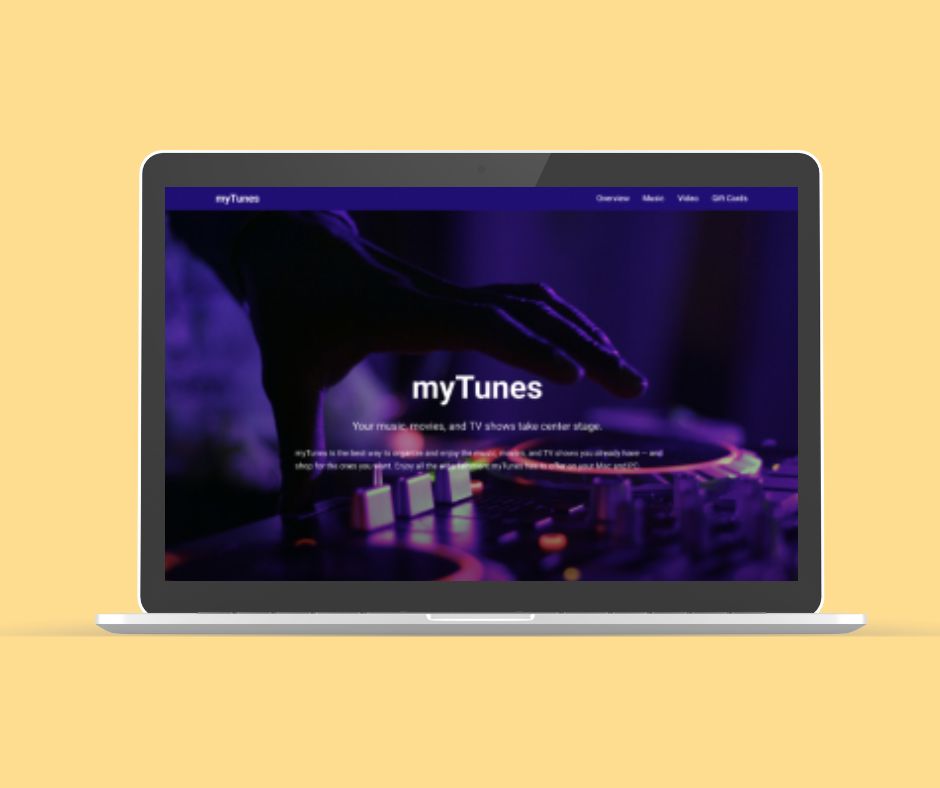 myTunes
Overview Music Video Gift Cards
myTunes
Your music, movies, and TV shows take center stage.
myTunes is the best way to organize and enjoy the music, movies, and TV shows you already have — and
shop for the ones you want. Enjoy all the entertainment myTunes has to offer on your Mac and PC.